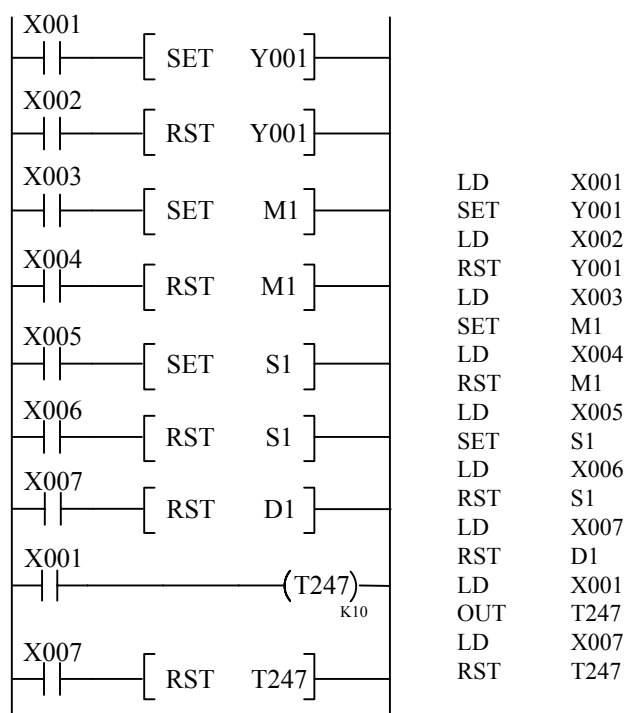 X001
SET Y001
X002
RST Y001
X003
SET M1
X004
RST M1
X005
SET S1
X006
RST S1
X007
RST D1
X001
T247
K10
X007
RST T247
LD X001
SET Y001
LD X002
RST Y001
LD X003
SET M1
LD X004
RST M1
LD X005
SET S1
LD X006
RST S1
LD X007
RST D1
LD X001
OUT T247
LD X007
RST T247